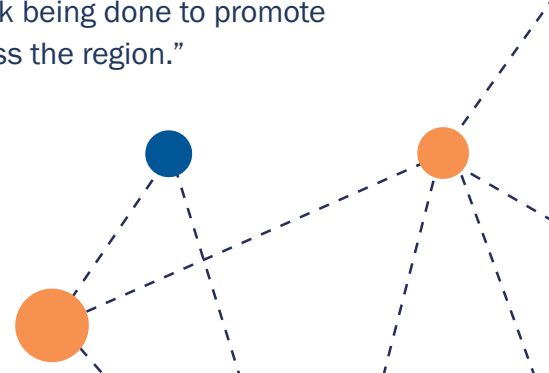 k being done to promote
ss the region.”